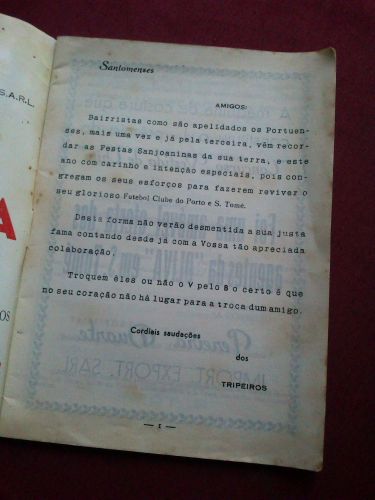 S.A.R.L.
A
OS
Santomenses
AMIGOS:
Bairristas como são apelidados os Portuen-
ses, mais uma vez e já pela terceira, vêm recor-
dar as Festas Sanjoaninas da sua terra, e este
ano com carinho e intenção especiais, pois con-
gregam os seus esforços para fazerem reviver o
seu glorioso Futebol Clube do Porto e S. Tomé.
Desta forma não verão desmentida a sua justa
fama contando desde já com a Vossa tão apreciada
colaboração.
Troquem êles ou não o V pelo B o certo é que
no seu coração não há lugar para a troca dum amigo.
Cordiais saudações
dos
TRIPEIROS
— 1 —